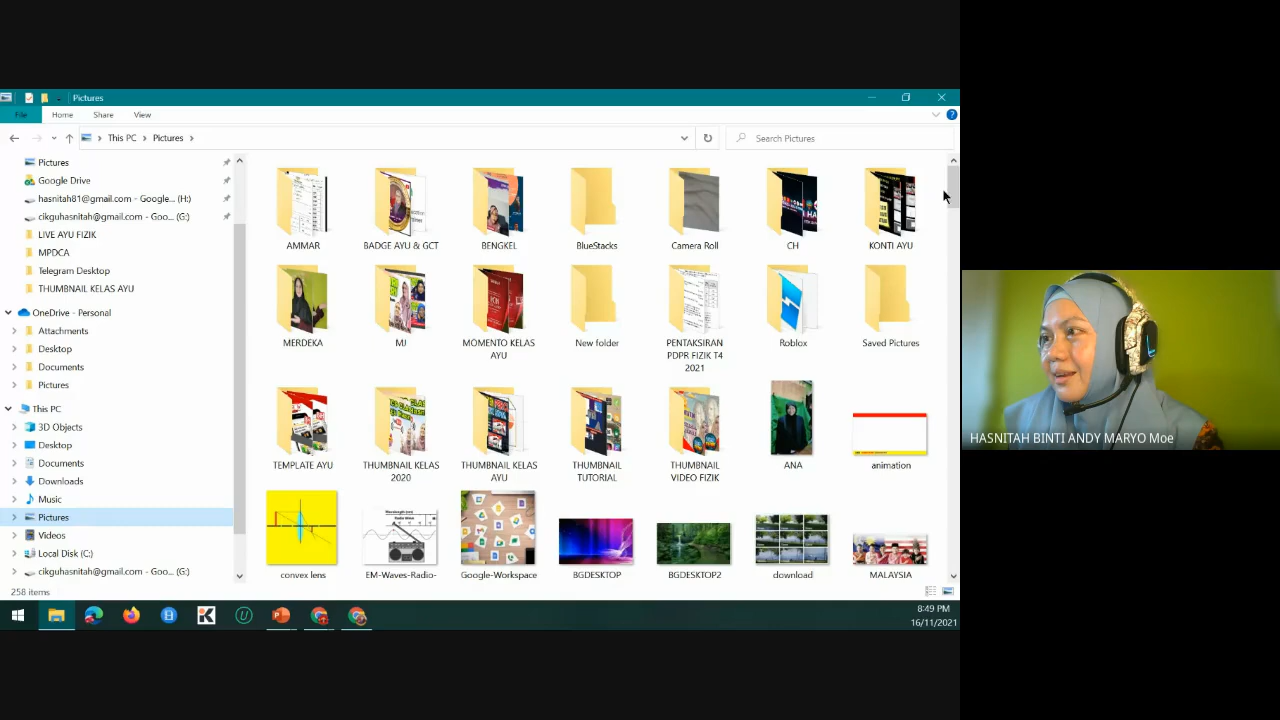 Pictures
File Home Share View
This PC Pictures
Search Pictures
Pictures
Google Drive
hasnitah81@gmail.com - Google... (H:)
cikguhasnitah@gmail.com - Goo... (G:)
LIVE AYU FIZIK
MPDCA
Telegram Desktop
THUMBNAIL KELAS AYU
OneDrive - Personal
Attachments
Desktop
Documents
Pictures
This PC
3D Objects
Desktop
Documents
Downloads
Music
Pictures
Videos
Local Disk (C:)
cikguhasnitah@gmail.com - Goo... (G:)
AMMAR
BADGE AYU & GCT
BENGKEL
BlueStacks
Camera Roll
CH
KONTI AYU
MERDEKA
MJ
MOMENTO KELAS
AYU
New folder
PENTAKSIRAN
PDPR FIZIK T4
2021
Roblox
Saved Pictures
TEMPLATE AYU
THUMBNAIL KELAS
2020
THUMBNAIL KELAS
AYU
THUMBNAIL
TUTORIAL
THUMBNAIL
VIDEO FIZIK
ANA
animation
convex lens
EM-Waves-Radio-
Google-Workspace
BGDESKTOP
BGDESKTOP2
download
MALAYSIA
258 items
8:49 PM
16/11/2021
HASNITAH BINTI ANDY MARYO Moe